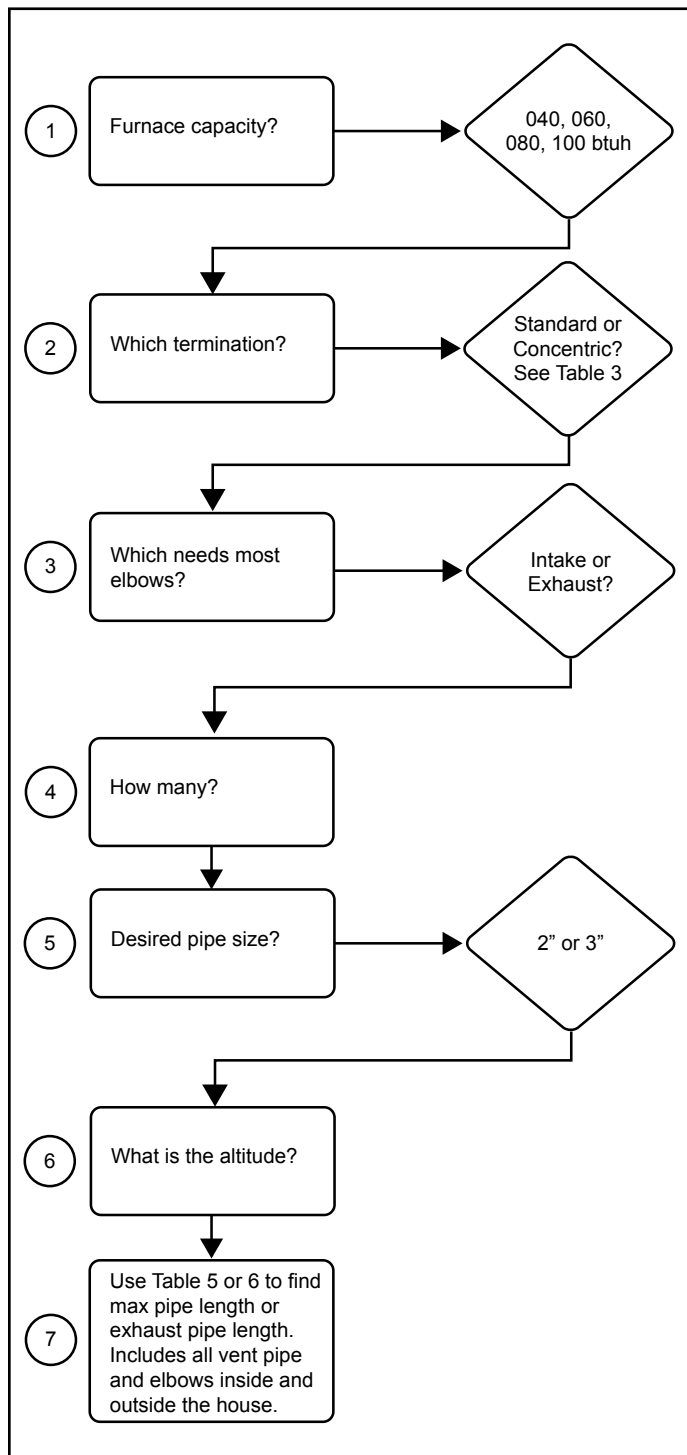 1
Furnace capacity?
040, 060,
080, 100 btuh
2
Which termination?
Standard or
Concentric?
See Table 3
3
Which needs most
elbows?
Intake or
Exhaust?
4
How many?
5
Desired pipe size?
2” or 3”
6
What is the altitude?
7
Use Table 5 or 6 to find
max pipe length or
exhaust pipe length.
Includes all vent pipe
and elbows inside and
outside the house.